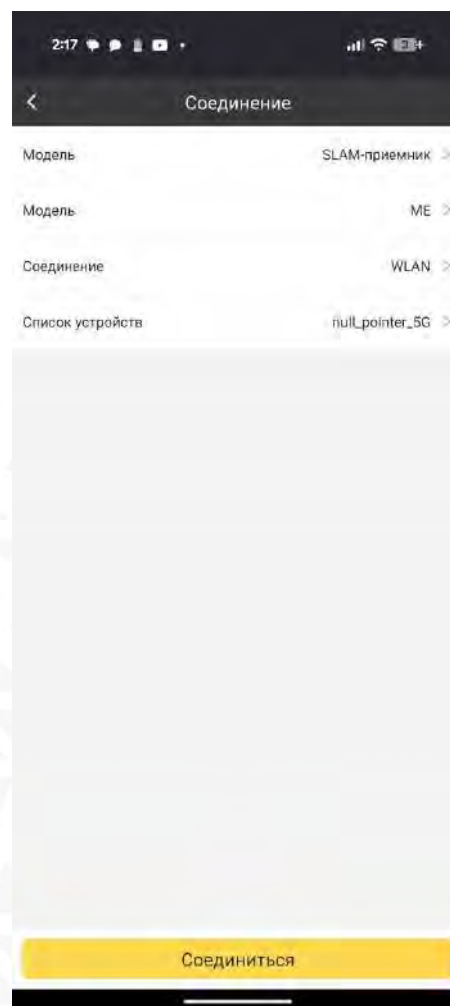 2:17
Соединение
Модель SLAM-приемник
Модель ME
Соединение WLAN
Список устройств null_pointer_5G
Соединиться